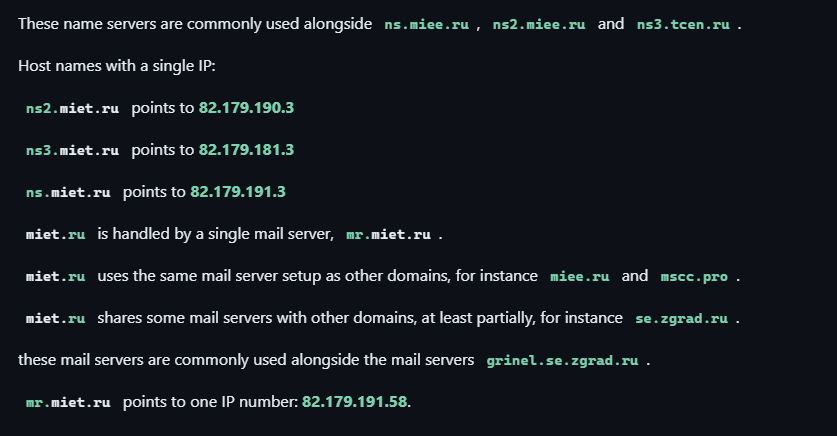 These name servers are commonly used alongside ns.miee.ru , ns2.miee.ru and ns3.tcen.ru .
Host names with a single IP:
ns2.miet.ru points to 82.179.190.3
ns3.miet.ru points to 82.179.181.3
ns.miet.ru points to 82.179.191.3
miet.ru is handled by a single mail server, mr.miet.ru .
miet.ru uses the same mail server setup as other domains, for instance miee.ru and mscc.pro .
miet.ru shares some mail servers with other domains, at least partially, for instance se.zgrad.ru .
these mail servers are commonly used alongside the mail servers grinel.se.zgrad.ru .
mr.miet.ru points to one IP number: 82.179.191.58.